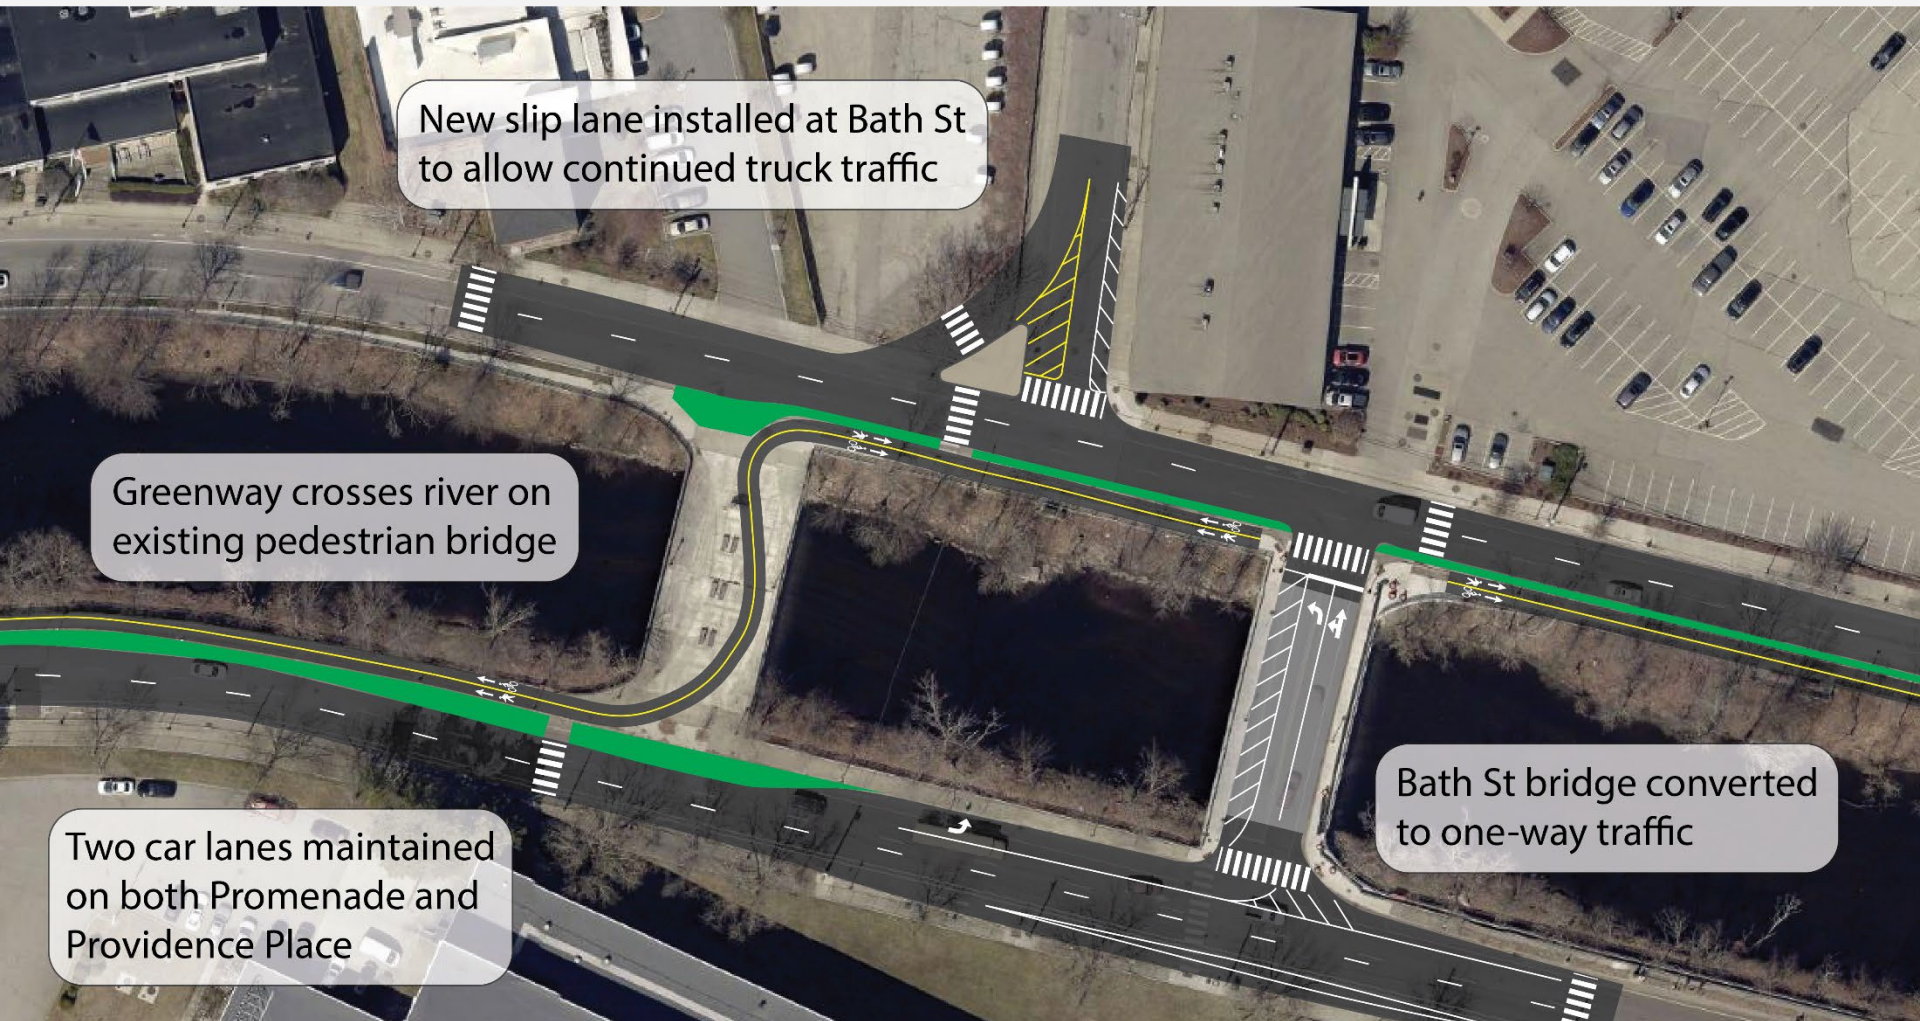 New slip lane installed at Bath St
to allow continued truck traffic
Greenway crosses river on
existing pedestrian bridge
Bath St bridge converted
to one-way traffic
Two car lanes maintained
on both Promenade and
Providence Place